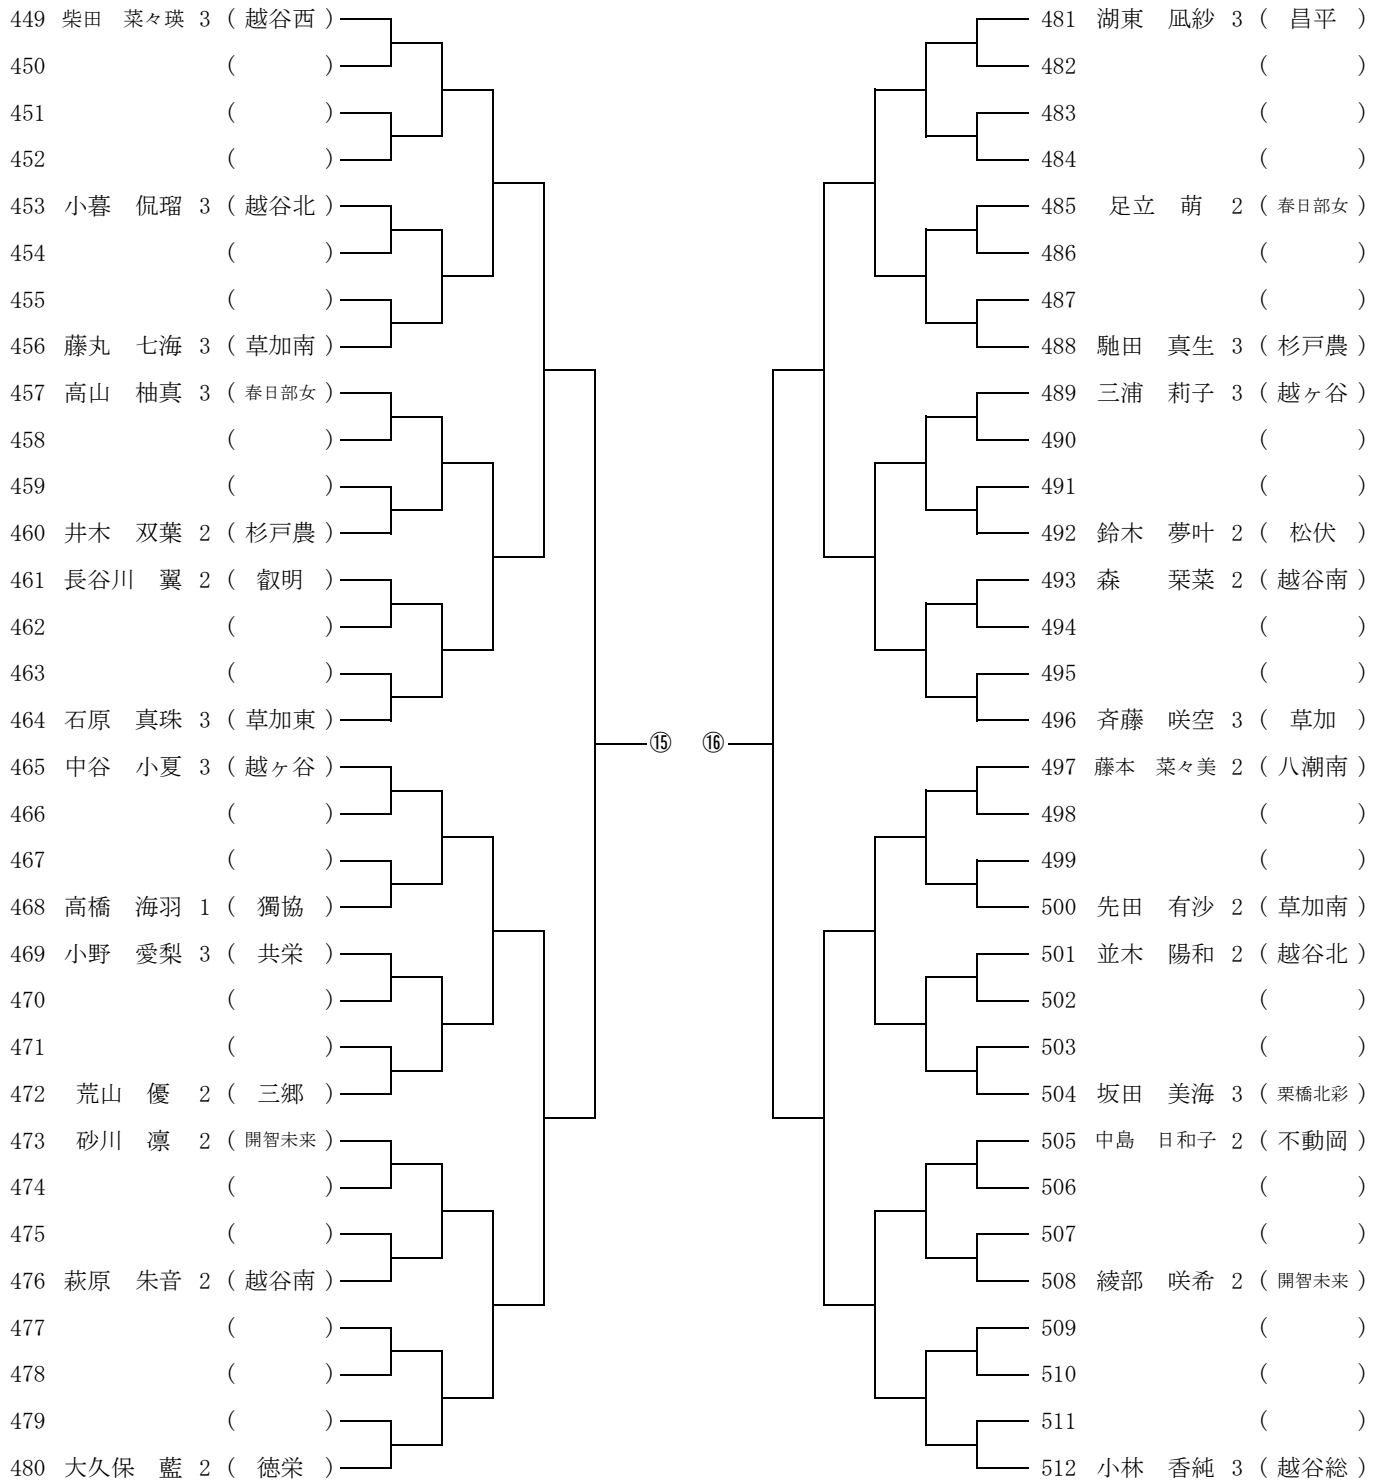 449 柴田 菜々瑛 3 ( 越谷西 )
450 ( )
451 ( )
452 ( )
453 小暮 侃瑠 3 ( 越谷北 )
454 ( )
455 ( )
456 藤丸 七海 3 ( 草加南 )
457 高山 柚真 3 ( 春日部女 )
458 ( )
459 ( )
460 井木 双葉 2 ( 杉戸農 )
461 長谷川 翼 2 ( 叡明 )
462 ( )
463 ( )
464 石原 真珠 3 ( 草加東 )
465 中谷 小夏 3 ( 越ヶ谷 )
466 ( )
467 ( )
468 高橋 海羽 1 ( 獨協 )
469 小野 愛梨 3 ( 共栄 )
470 ( )
471 ( )
472 荒山 優 2 ( 三郷 )
473 砂川 凛 2 ( 開智未来 )
474 ( )
475 ( )
476 萩原 朱音 2 ( 越谷南 )
477 ( )
478 ( )
479 ( )
480 大久保 藍 2 ( 徳栄 )
⑮ ⑯
481 湖東 凪紗 3 ( 昌平 )
482 ( )
483 ( )
484 ( )
485 足立 萌 2 ( 春日部女 )
486 ( )
487 ( )
488 馳田 真生 3 ( 杉戸農 )
489 三浦 莉子 3 ( 越ヶ谷 )
490 ( )
491 ( )
492 鈴木 夢叶 2 ( 松伏 )
493 森 栞菜 2 ( 越谷南 )
494 ( )
495 ( )
496 斉藤 咲空 3 ( 草加 )
497 藤本 菜々美 2 ( 八潮南 )
498 ( )
499 ( )
500 先田 有沙 2 ( 草加南 )
501 並木 陽和 2 ( 越谷北 )
502 ( )
503 ( )
504 坂田 美海 3 ( 栗橋北彩 )
505 中島 日和子 2 ( 不動岡 )
506 ( )
507 ( )
508 綾部 咲希 2 ( 開智未来 )
509 ( )
510 ( )
511 ( )
512 小林 香純 3 ( 越谷総 )